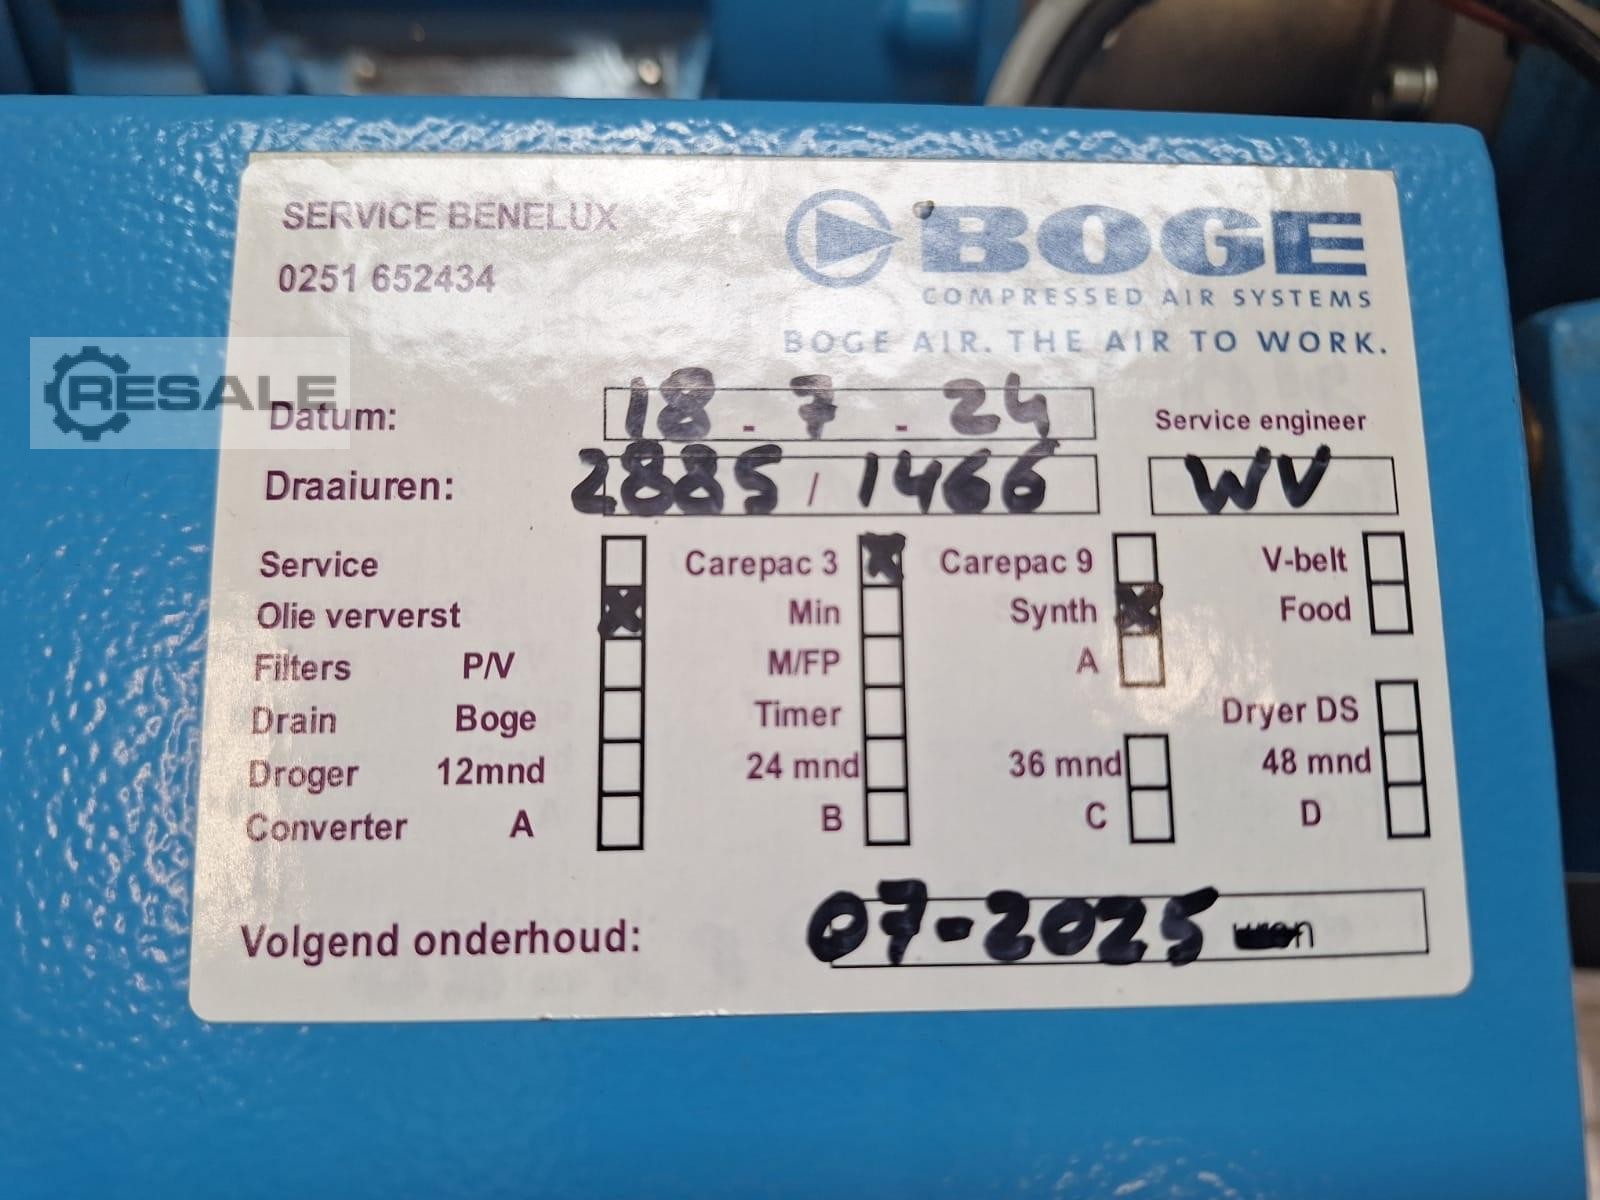 SERVICE BENELUX
0251 652434
BOGE
COMPRESSED AIR SYSTEMS
BOGE AIR. THE AIR TO WORK.
RESALE
Datum: 18 - 7 - 24 Service engineer
Draaiuren: 2885 / 1466 WV
Service Carepac 3 Carepac 9 V-belt
Olie ververst Min Synth Food
Filters P/V M/FP A
Drain Boge Timer Dryer DS
Droger 12mnd 24 mnd 36 mnd 48 mnd
Converter A B C D
Volgend onderhoud: 07-2025